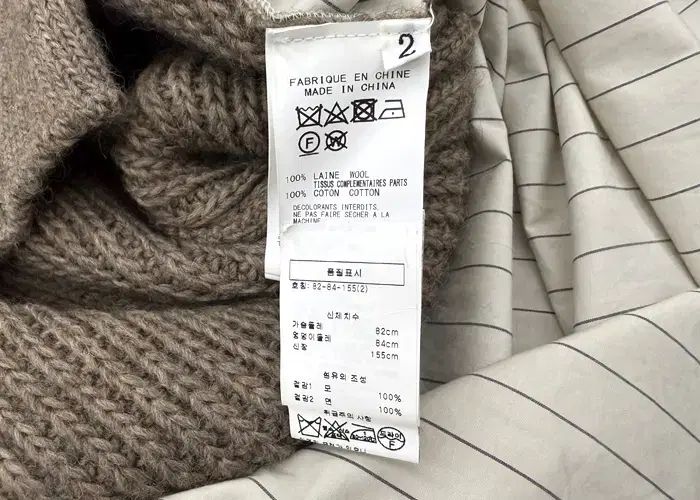 2
FABRIQUE EN CHINE
MADE IN CHINA
F W
100% LAINE WOOL
TISSUS COMPLEMENTAIRES PARTS
100% COTON COTTON
DECOLORANTS INTERDITS.
NE PAS FAIRE SECHER A LA
MACHINE
품질표시
호칭: 82-84-155(2)
신체치수
가슴둘레 82cm
엉덩이둘레 84cm
신장 155cm
섬유의 조성
겉감1 모 100%
겉감2 면 100%
취급주의 사항
드라이
F